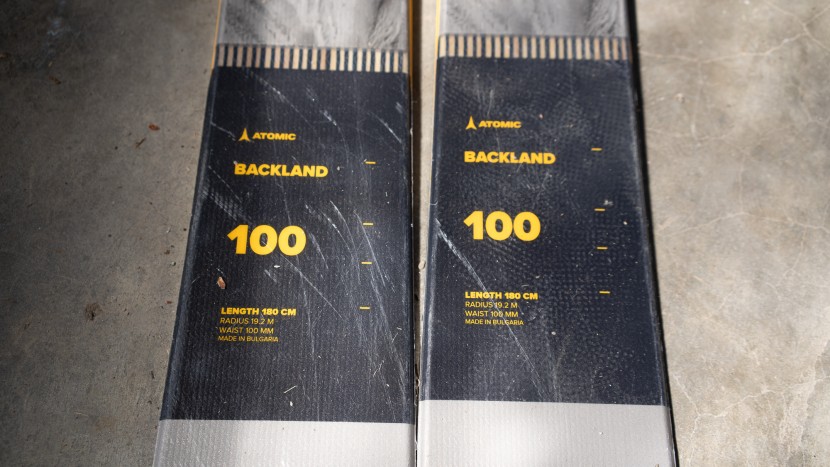 ATOMIC
BACKLAND
100
LENGTH 180 CM
RADIUS 19.2 M
WAIST 100 MM
MADE IN BULGARIA
ATOMIC
BACKLAND
100
LENGTH 180 CM
RADIUS 19.2 M
WAIST 100 MM
MADE IN BULGARIA